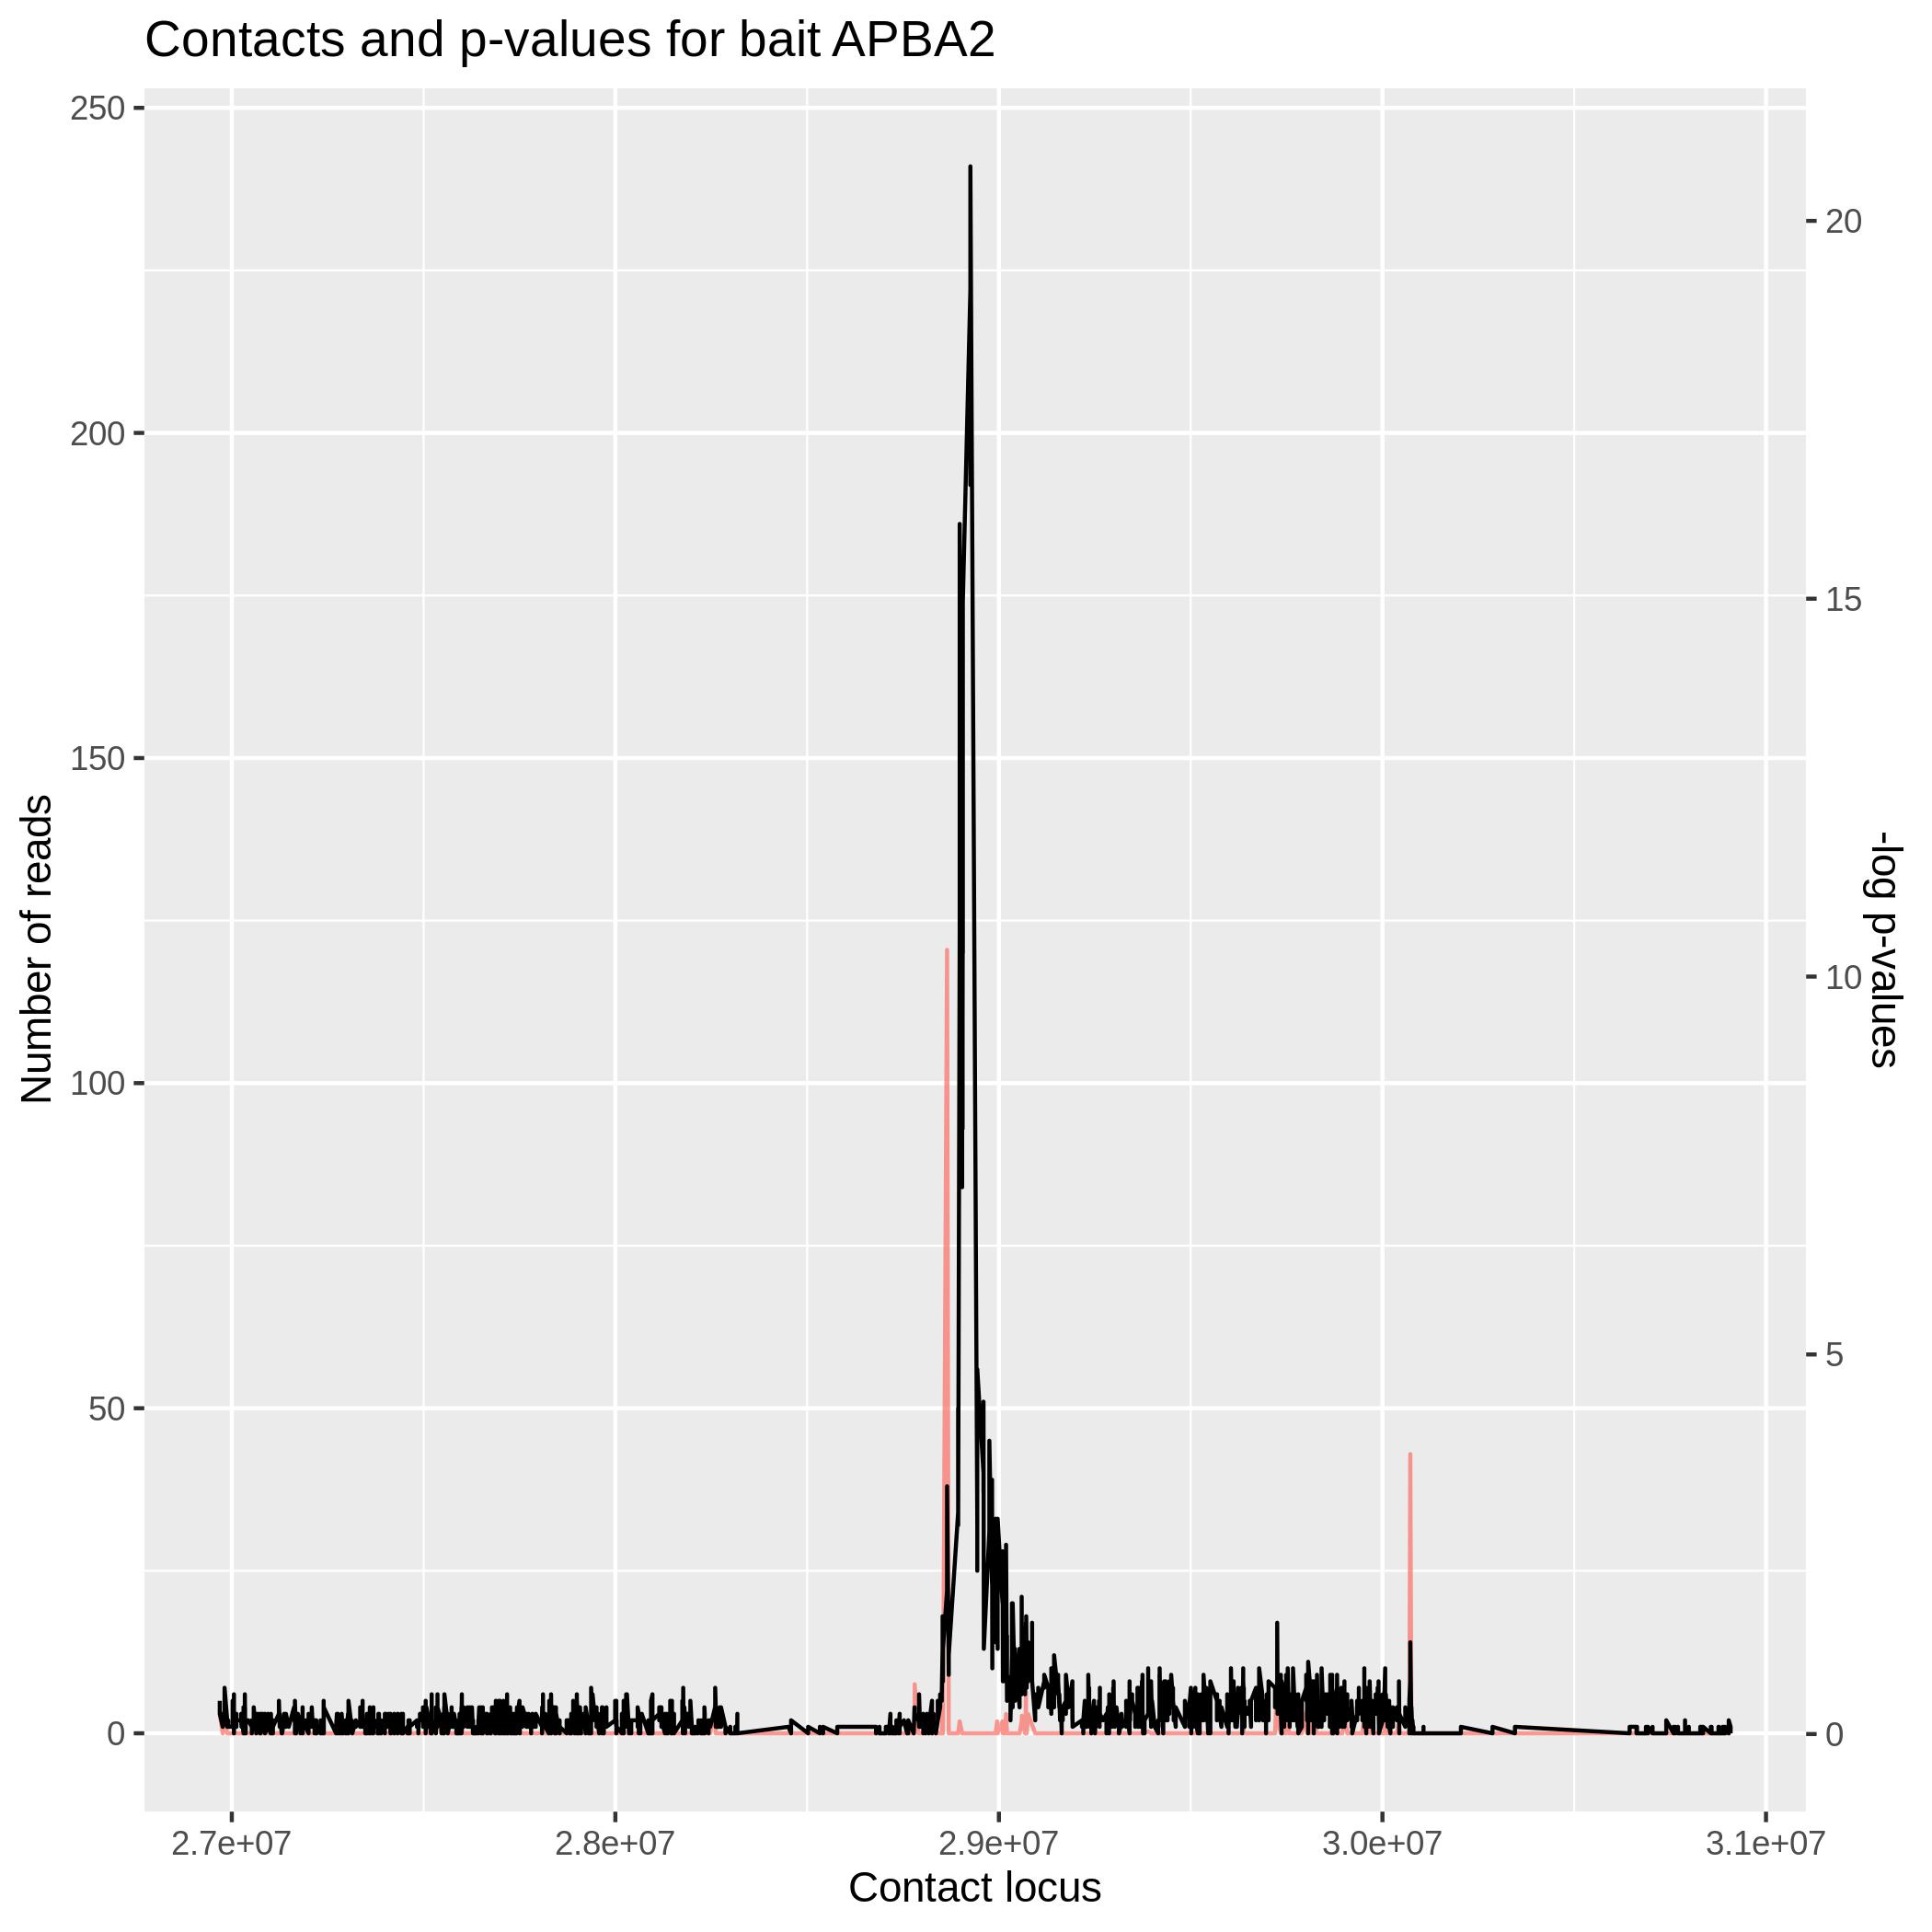 Contacts and p-values for bait APBA2
250
200
150
100
50
0
Number of reads
20
15
10
5
0
-log p-values
2.7e+07
2.8e+07
2.9e+07
3.0e+07
3.1e+07
Contact locus